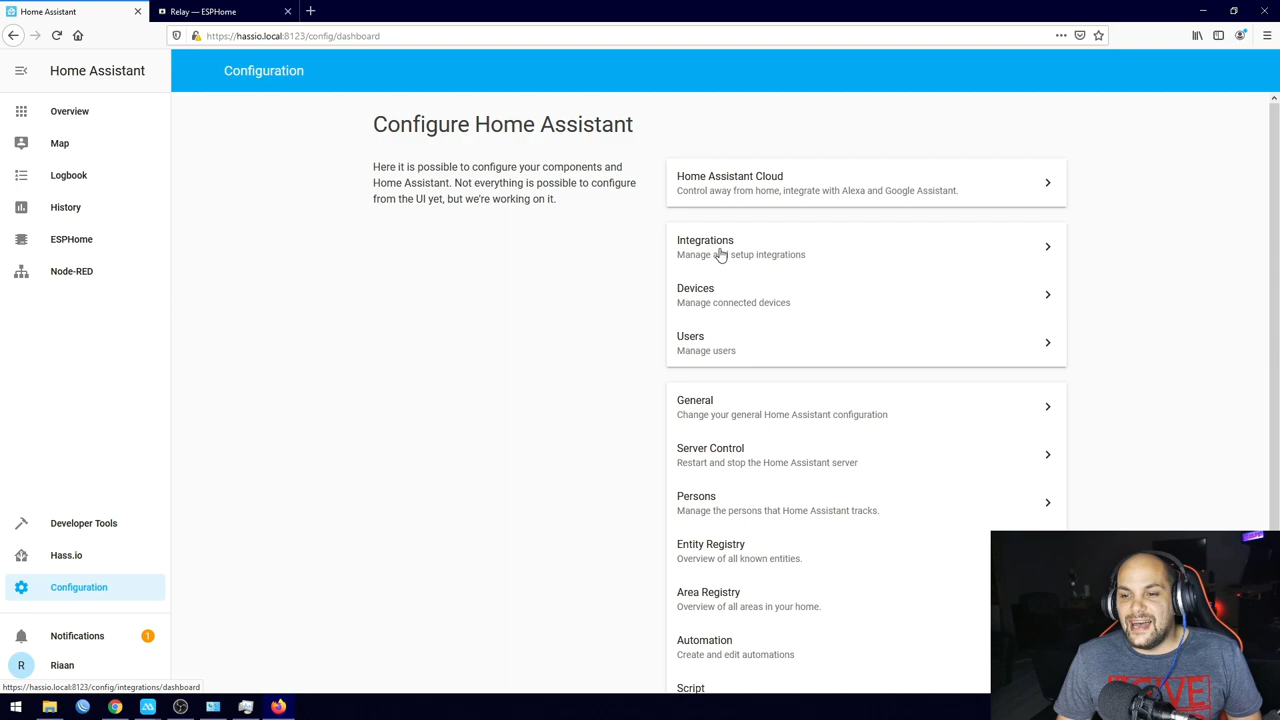 Home Assistant
Relay — ESPHome
https://hassio.local:8123/config/dashboard
Home Assistant
Configuration
Overview
Map
Logbook
History
ESPHome
Node-RED
Developer Tools
Hass.io
Configuration
Notifications
1
R
Riaan
Configure Home Assistant
Here it is possible to configure your components and
Home Assistant. Not everything is possible to configure
from the UI yet, but we're working on it.
Home Assistant Cloud
Control away from home, integrate with Alexa and Google Assistant.
Integrations
Manage and setup integrations
Devices
Manage connected devices
Users
Manage users
General
Change your general Home Assistant configuration
Server Control
Restart and stop the Home Assistant server
Persons
Manage the persons that Home Assistant tracks.
Entity Registry
Overview of all known entities.
Area Registry
Overview of all areas in your home.
Automation
Create and edit automations
Script
https://hassio.local:8123/config/integrations/dashboard